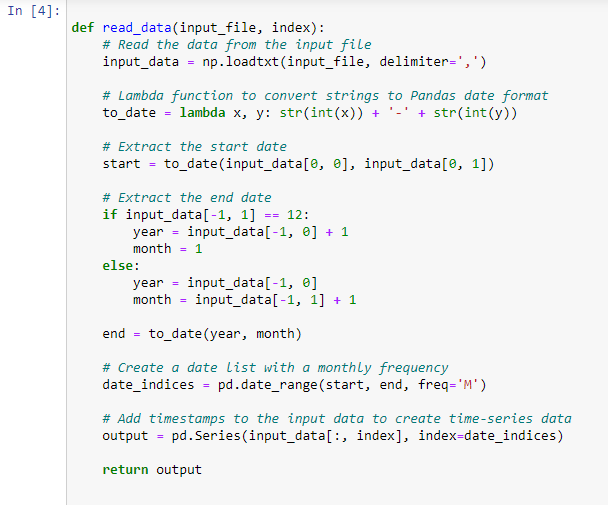 In [4]:
def read_data(input_file, index):
    # Read the data from the input file
    input_data = np.loadtxt(input_file, delimiter=',')

    # Lambda function to convert strings to Pandas date format
    to_date = lambda x, y: str(int(x)) + '-' + str(int(y))

    # Extract the start date
    start = to_date(input_data[0, 0], input_data[0, 1])

    # Extract the end date
    if input_data[-1, 1] == 12:
        year = input_data[-1, 0] + 1
        month = 1
    else:
        year = input_data[-1, 0]
        month = input_data[-1, 1] + 1

    end = to_date(year, month)

    # Create a date list with a monthly frequency
    date_indices = pd.date_range(start, end, freq='M')

    # Add timestamps to the input data to create time-series data
    output = pd.Series(input_data[:, index], index=date_indices)

    return output